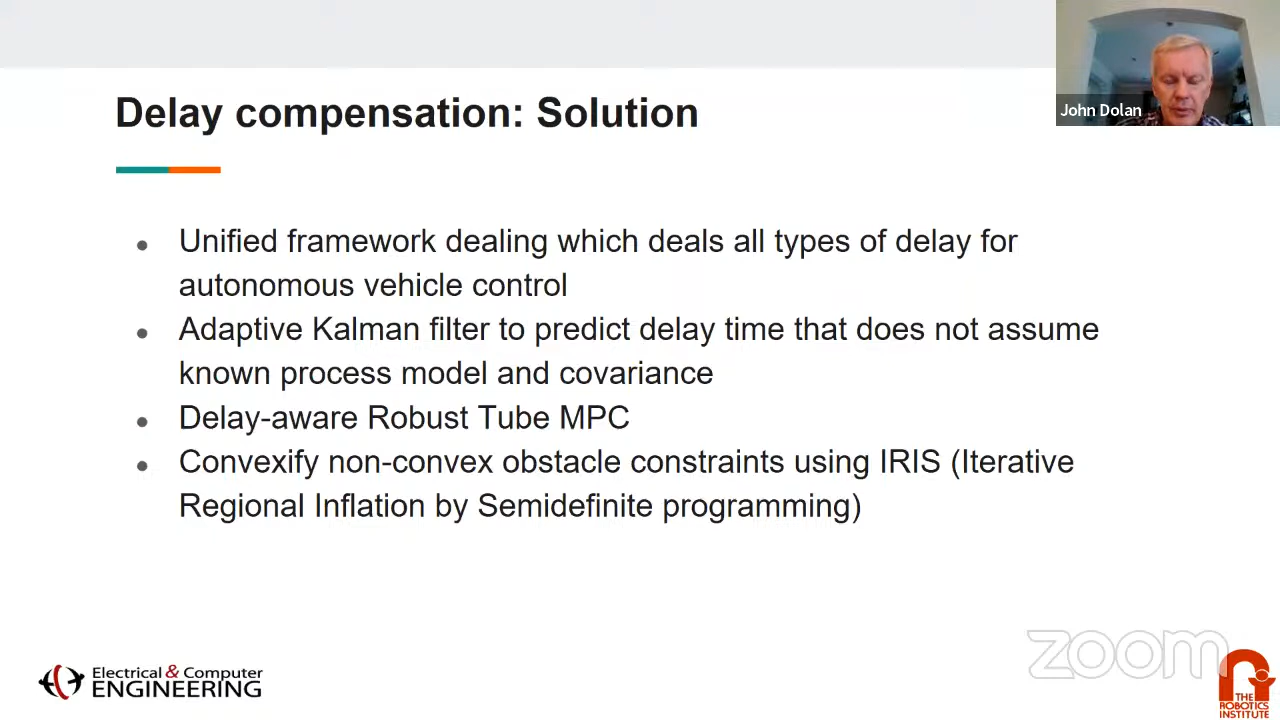 Delay compensation: Solution
John Dolan
Unified framework dealing which deals all types of delay for
autonomous vehicle control
Adaptive Kalman filter to predict delay time that does not assume
known process model and covariance
Delay-aware Robust Tube MPC
Convexify non-convex obstacle constraints using IRIS (Iterative
Regional Inflation by Semidefinite programming)
Electrical & Computer
ENGINEERING
zoom
THE
ROBOTICS
INSTITUTE